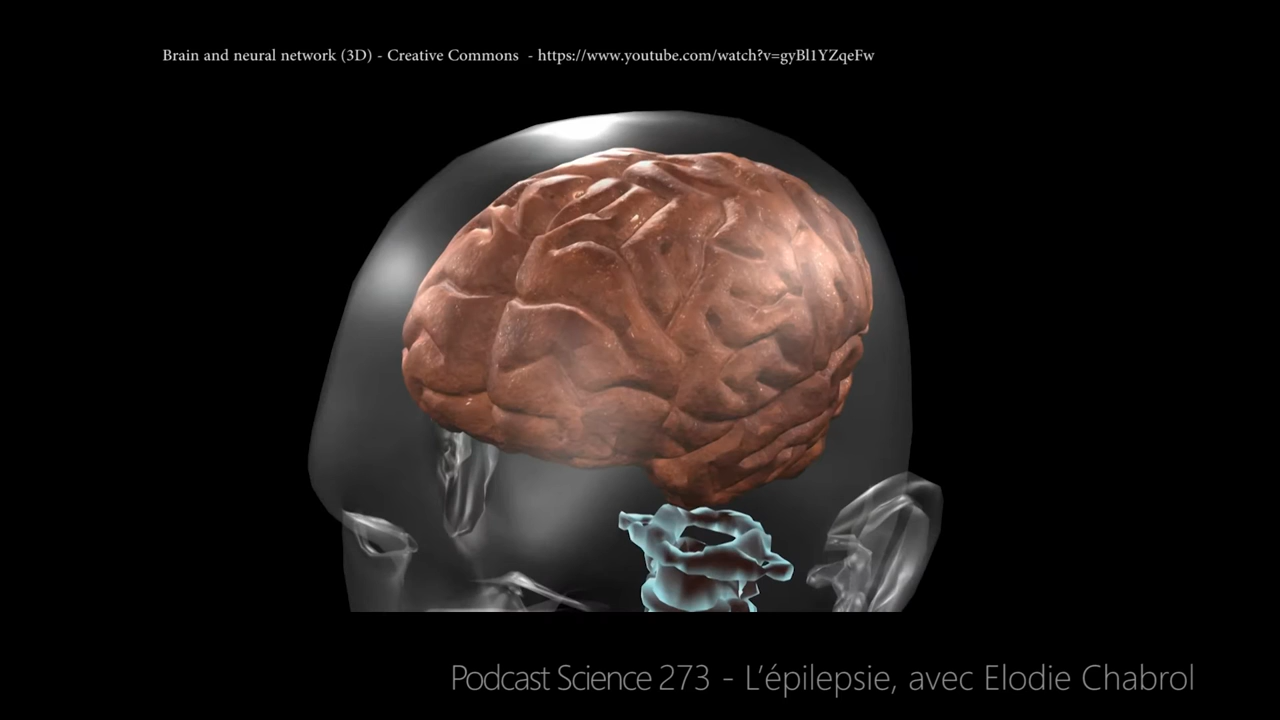 Brain and neural network (3D) - Creative Commons - https://www.youtube.com/watch?v=gyBl1YZqeFw
Podcast Science 273 - L'épilepsie, avec Elodie Chabrol